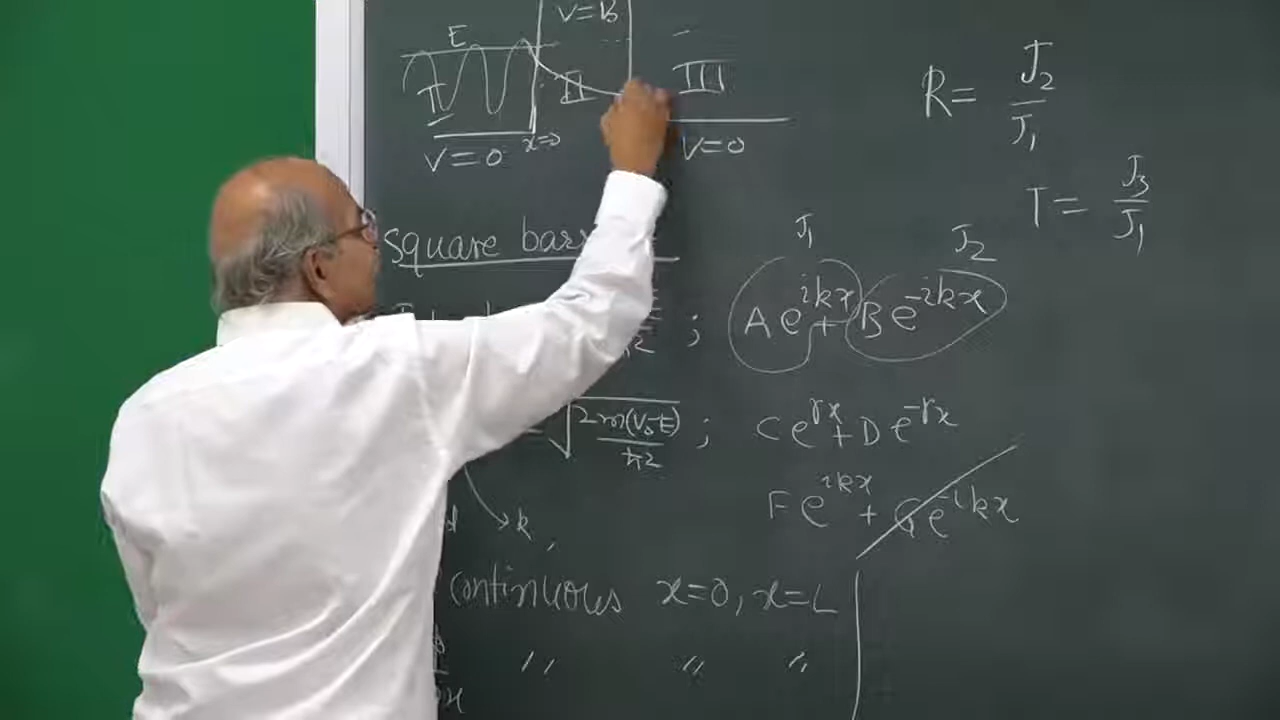 V=V₀
E
I
II
III
x=0
V=0
V=0
R= J₂/J₁
T= J₃/J₁
square
J₁ J₂
; Ae^{ikx} + Be^{-ikx}
= √(2m(V₀-E)/ħ²) ; Ce^{γx} + De^{-γx}
Fe^{ikx} + Ge^{-ikx}
→ k,
continuous x=0, x=L
〃 〃 〃